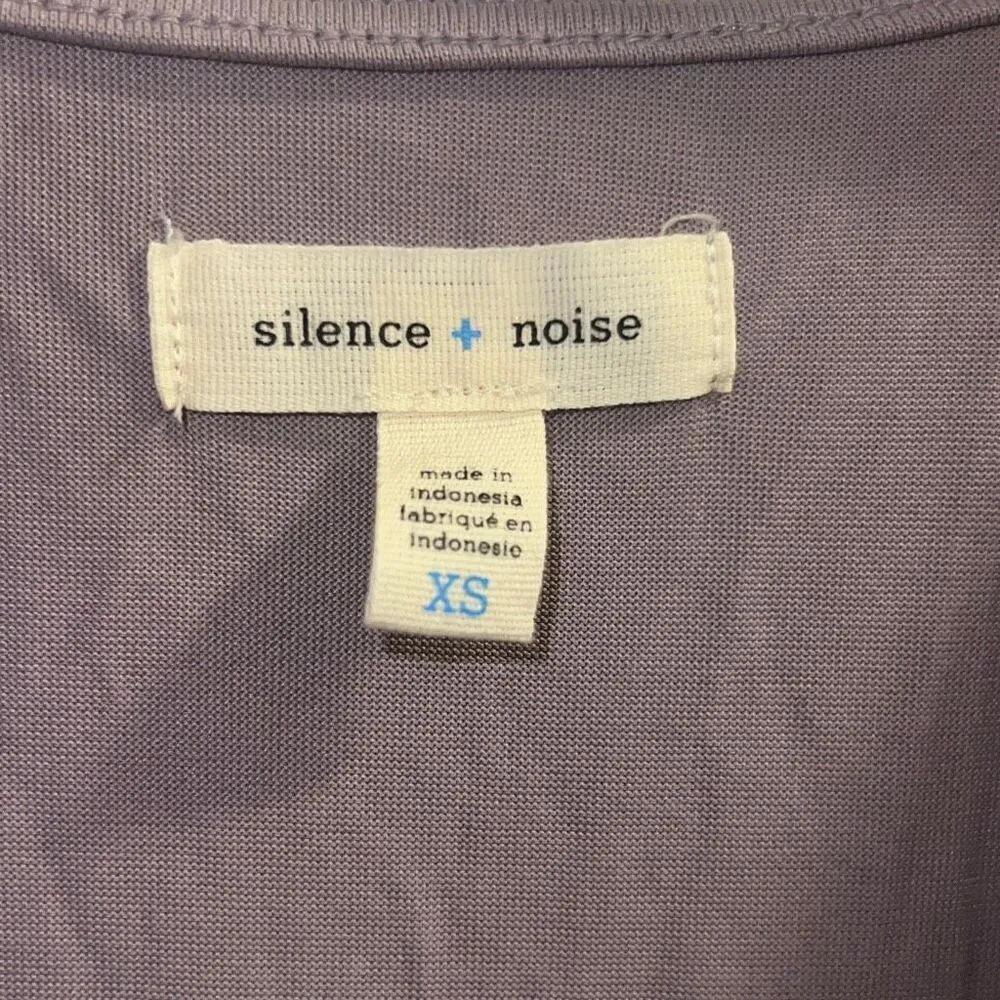 silence + noise
made in
indonesia
fabriqué en
indonesie
XS